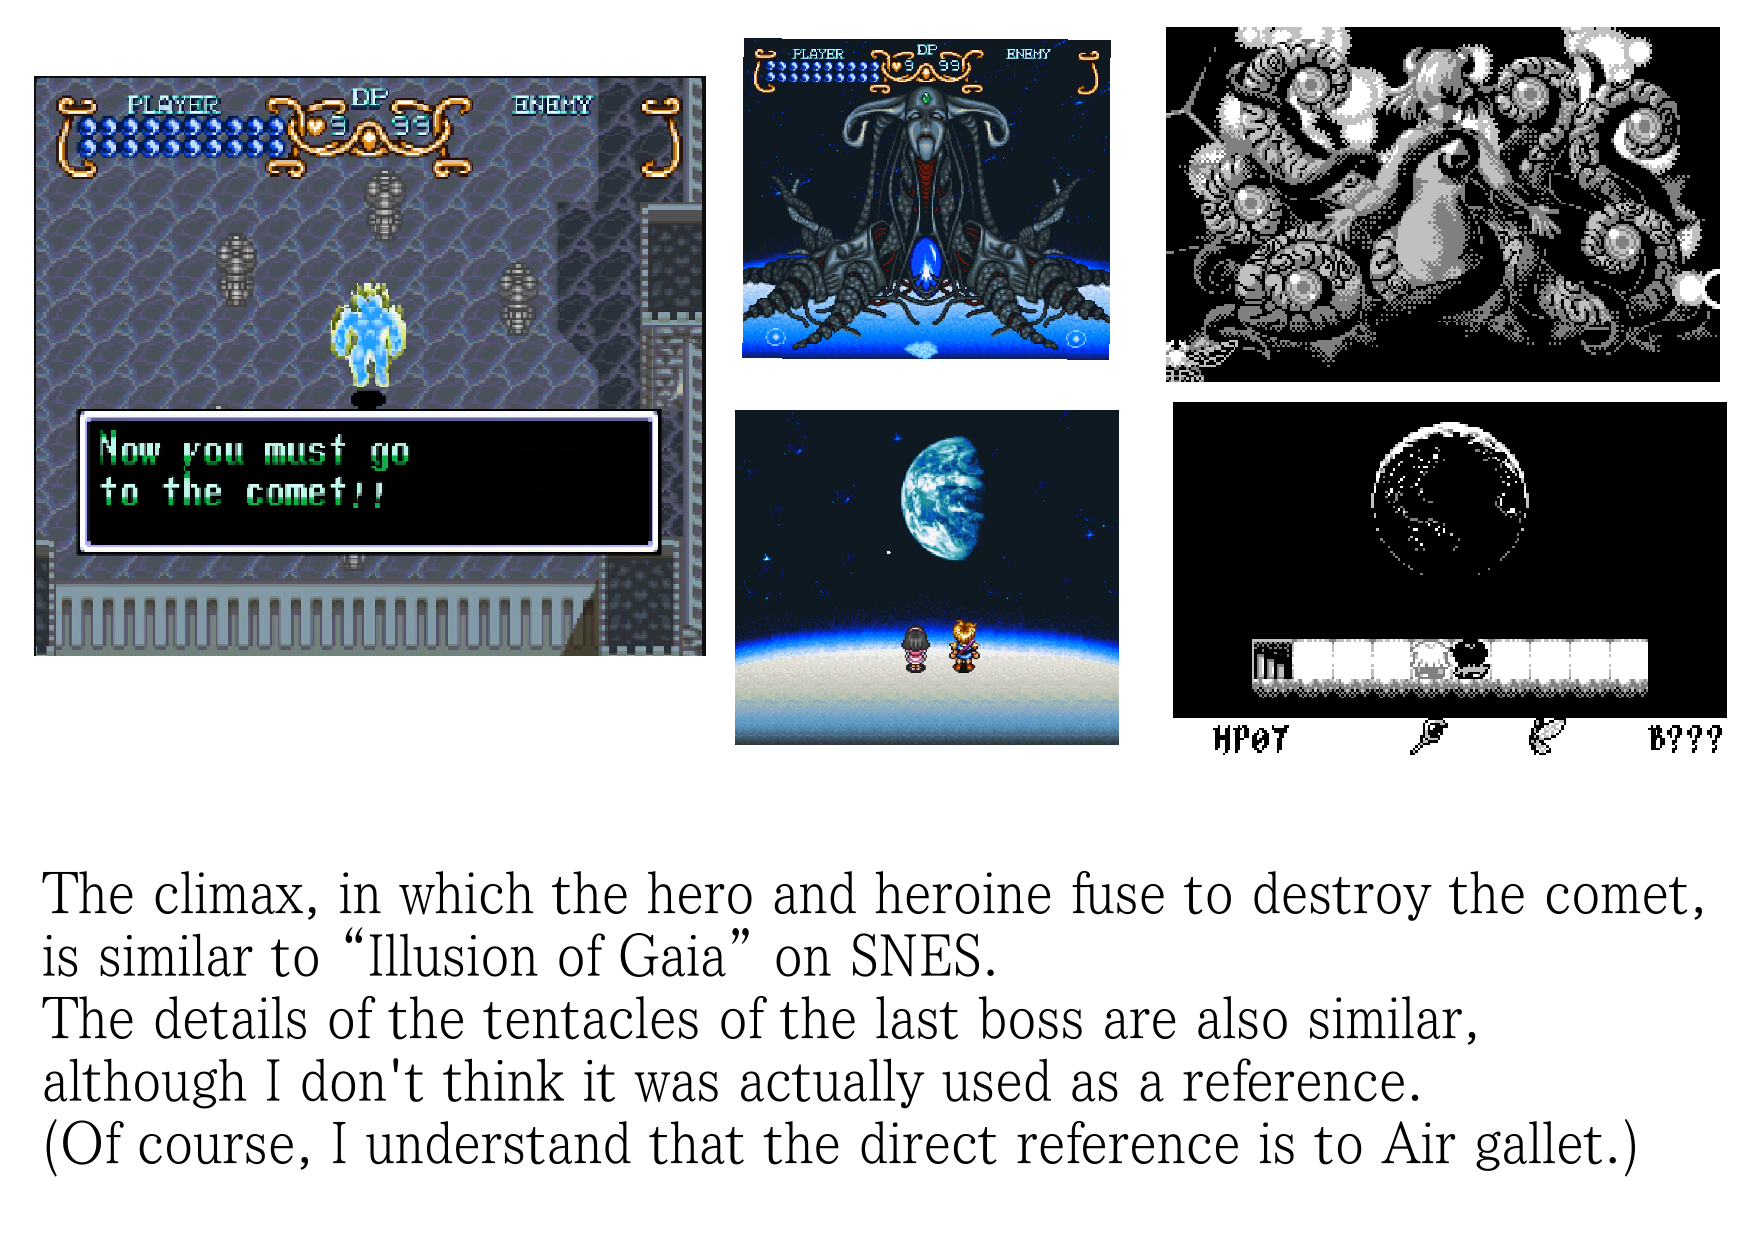 PLAYER DP ENEMY
3 99
Now you must go
to the comet!!
PLAYER DP ENEMY
3 99
HP07 B???
The climax, in which the hero and heroine fuse to destroy the comet,
is similar to “Illusion of Gaia” on SNES.
The details of the tentacles of the last boss are also similar,
although I don't think it was actually used as a reference.
(Of course, I understand that the direct reference is to Air gallet.)